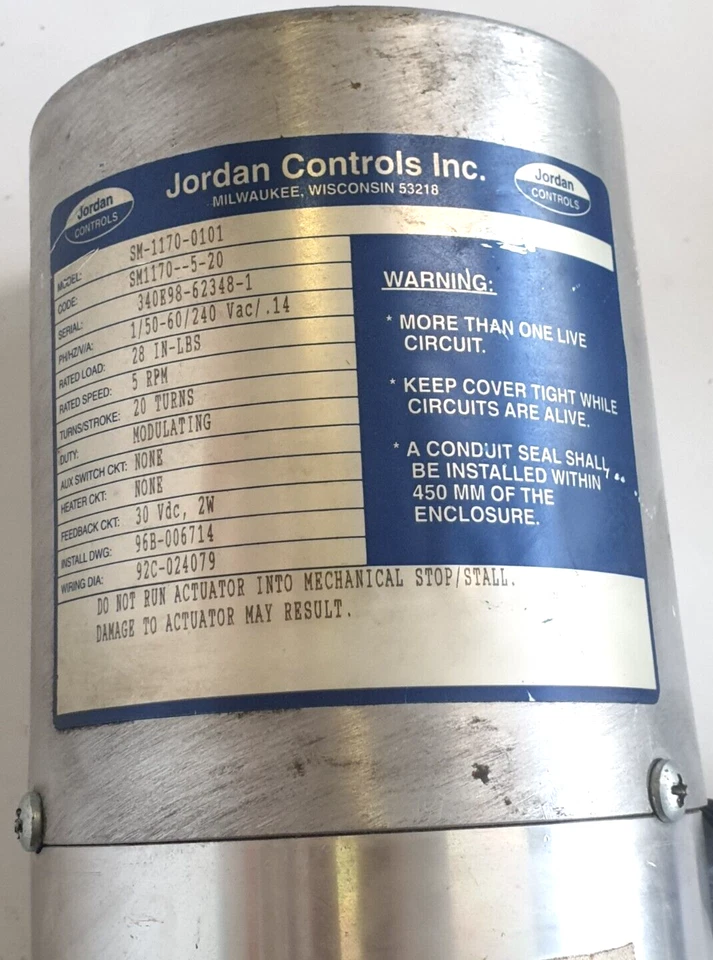 Jordan
CONTROLS
Jordan Controls Inc.
MILWAUKEE, WISCONSIN 53218
Jordan
CONTROLS
MODEL: SM-1170-0101
CODE: SM1170--5-20
SERIAL: 340E98-62348-1
PH/HZ/V/A: 1/50-60/240 Vac/.14
RATED LOAD: 28 IN-LBS
RATED SPEED: 5 RPM
TURNS/STROKE: 20 TURNS
DUTY: MODULATING
AUX SWITCH CKT: NONE
HEATER CKT: NONE
FEEDBACK CKT: 30 Vdc, 2W
INSTALL DWG: 96B-006714
WIRING DIA: 92C-024079
WARNING:
* MORE THAN ONE LIVE
CIRCUIT.
* KEEP COVER TIGHT WHILE
CIRCUITS ARE ALIVE.
* A CONDUIT SEAL SHALL
BE INSTALLED WITHIN
450 MM OF THE
ENCLOSURE.
DO NOT RUN ACTUATOR INTO MECHANICAL STOP/STALL.
DAMAGE TO ACTUATOR MAY RESULT.